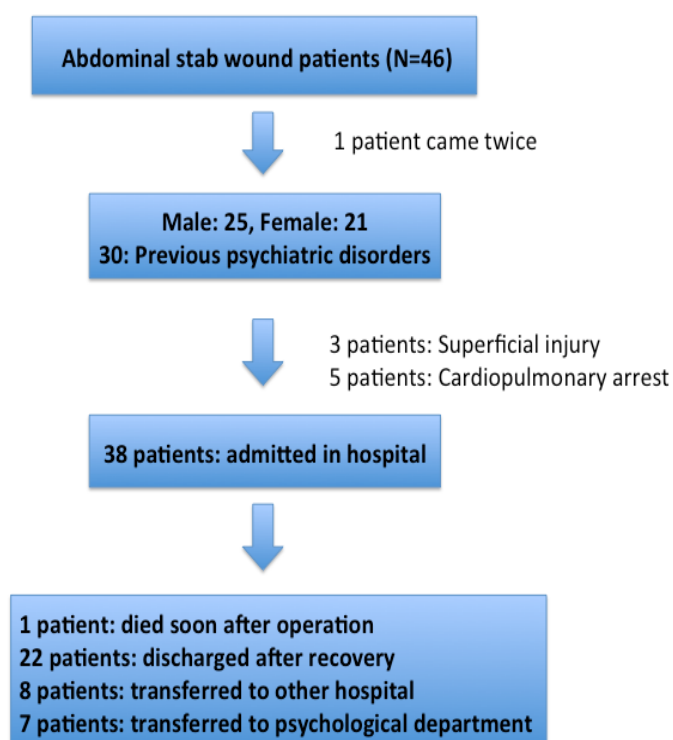 Abdominal stab wound patients (N=46)
1 patient came twice
Male: 25, Female: 21
30: Previous psychiatric disorders
3 patients: Superficial injury
5 patients: Cardiopulmonary arrest
38 patients: admitted in hospital
1 patient: died soon after operation
22 patients: discharged after recovery
8 patients: transferred to other hospital
7 patients: transferred to psychological department